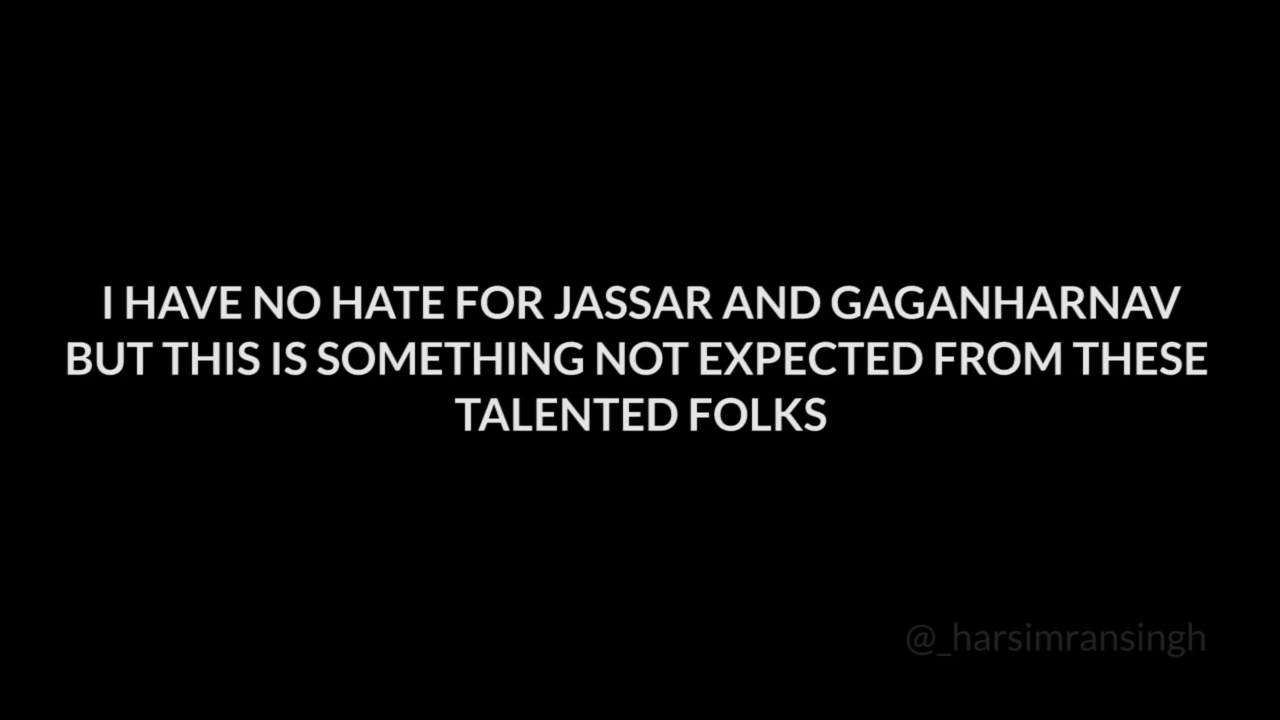 I HAVE NO HATE FOR JASSAR AND GAGANHARNAV
BUT THIS IS SOMETHING NOT EXPECTED FROM THESE
TALENTED FOLKS
@_harsimransingh